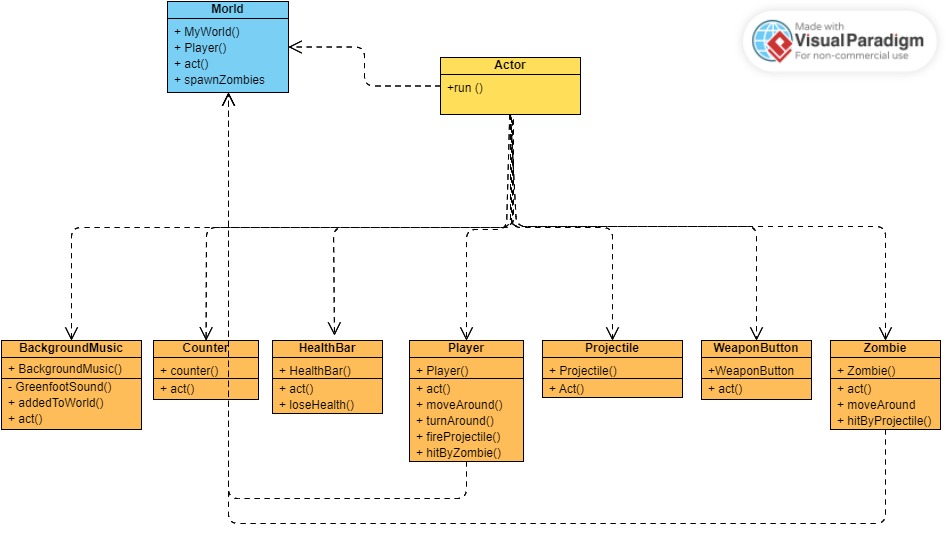 Morld
+ MyWorld()
+ Player()
+ act()
+ spawnZombies
Made with
Visual Paradigm
For non-commercial use
Actor
+run ()
BackgroundMusic
+ BackgroundMusic()
- GreenfootSound()
+ addedToWorld()
+ act()
Counter
+ counter()
+ act()
HealthBar
+ HealthBar()
+ act()
+ loseHealth()
Player
+ Player()
+ act()
+ moveAround()
+ turnAround()
+ fireProjectile()
+ hitByZombie()
Projectile
+ Projectile()
+ Act()
WeaponButton
+WeaponButton
+ act()
Zombie
+ Zombie()
+ act()
+ moveAround
+ hitByProjectile()